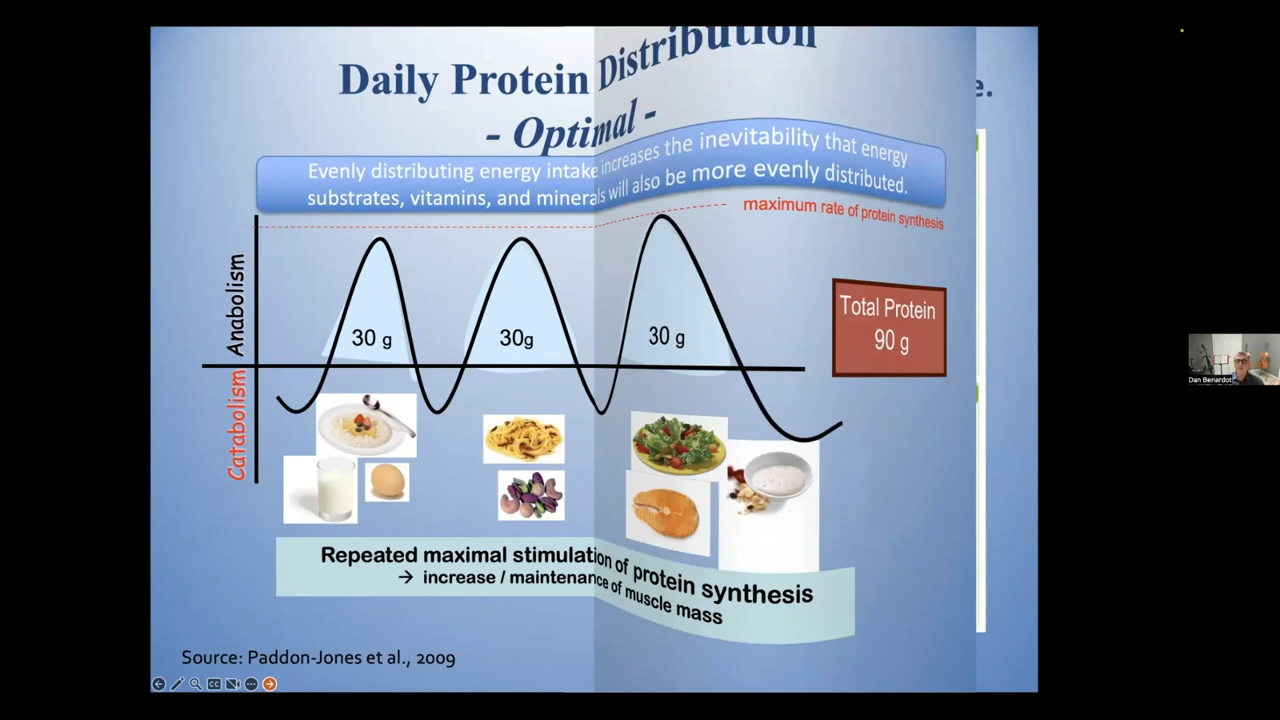 Daily Protein Distribution
- Optimal -
e.
Evenly distributing energy intake increases the inevitability that energy
substrates, vitamins, and minerals will also be more evenly distributed.
maximum rate of protein synthesis
Anabolism
Catabolism
30 g
30g
30 g
Total Protein
90 g
Repeated maximal stimulation of protein synthesis
→ increase / maintenance of muscle mass
Source: Paddon-Jones et al., 2009
CC
Dan Benardot